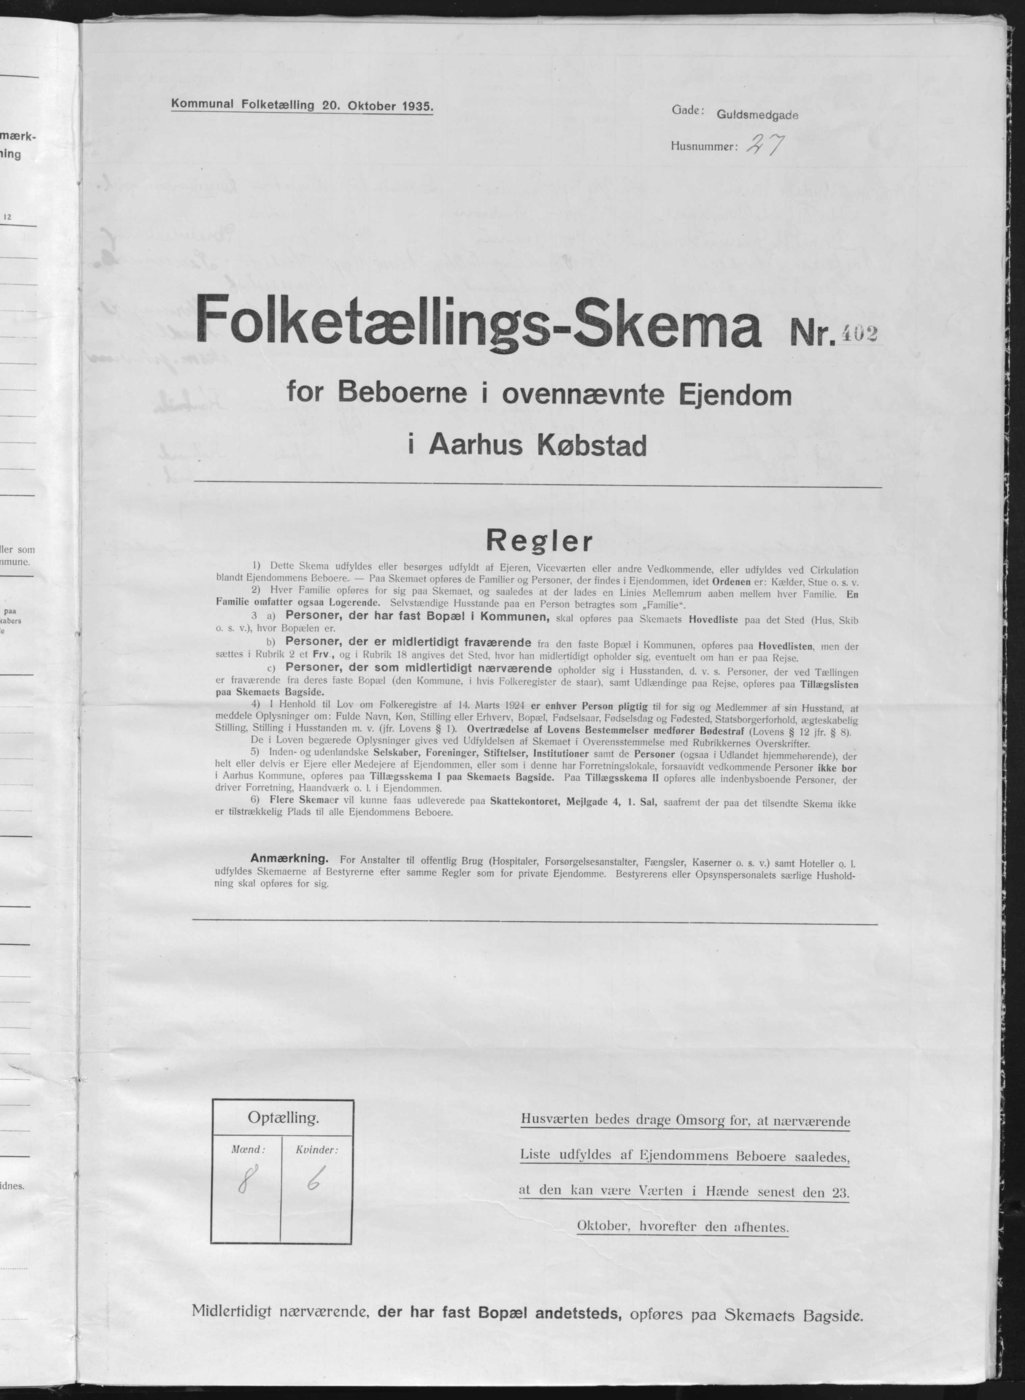 mærk-
ning
12
ller som
mmune.
paa
kabers
e
idnes.
Kommunal Folketælling 20. Oktober 1935.
Gade: Guldsmedgade
Husnummer: 27
Folketællings-Skema Nr. 402
for Beboerne i ovennævnte Ejendom
i Aarhus Købstad
Regler
1) Dette Skema udfyldes eller besørges udfyldt af Ejeren, Viceværten eller andre Vedkommende, eller udfyldes ved Cirkulation
blandt Ejendommens Beboere. — Paa Skemaet opføres de Familier og Personer, der findes i Ejendommen, idet Ordenen er: Kælder, Stue o. s. v.
2) Hver Familie opføres for sig paa Skemaet, og saaledes at der lades en Linies Mellemrum aaben mellem hver Familie. En
Familie omfatter ogsaa Logerende. Selvstændige Husstande paa en Person betragtes som „Familie“.
3 a) Personer, der har fast Bopæl i Kommunen, skal opføres paa Skemaets Hovedliste paa det Sted (Hus, Skib
o. s. v.), hvor Bopælen er.
b) Personer, der er midlertidigt fraværende fra den faste Bopæl i Kommunen, opføres paa Hovedlisten, men der
sættes i Rubrik 2 et Frv., og i Rubrik 18 angives det Sted, hvor han midlertidigt opholder sig, eventuelt om han er paa Rejse.
c) Personer, der som midlertidigt nærværende opholder sig i Husstanden, d. v. s. Personer, der ved Tællingen
er fraværende fra deres faste Bopæl (den Kommune, i hvis Folkeregister de staar), samt Udlændinge paa Rejse, opføres paa Tillægslisten
paa Skemaets Bagside.
4) I Henhold til Lov om Folkeregistre af 14. Marts 1924 er enhver Person pligtig til for sig og Medlemmer af sin Husstand, at
meddele Oplysninger om: Fulde Navn, Køn, Stilling eller Erhverv, Bopæl, Fødselsaar, Fødselsdag og Fødested, Statsborgerforhold, ægteskabelig
Stilling, Stilling i Husstanden m. v. (jfr. Lovens § 1). Overtrædelse af Lovens Bestemmelser medfører Bødestraf (Lovens § 12 jfr. § 8).
De i Loven begærede Oplysninger gives ved Udfyldelsen af Skemaet i Overensstemmelse med Rubrikkernes Overskrifter.
5) Inden- og udenlandske Selskaber, Foreninger, Stiftelser, Institutioner samt de Personer (ogsaa i Udlandet hjemmehørende), der
helt eller delvis er Ejere eller Medejere af Ejendommen, eller som i denne har Forretningslokale, forsaavidt vedkommende Personer ikke bor
i Aarhus Kommune, opføres paa Tillægsskema I paa Skemaets Bagside. Paa Tillægsskema II opføres alle indenbysboende Personer, der
driver Forretning, Haandværk o. l. i Ejendommen.
6) Flere Skemaer vil kunne faas udleverede paa Skattekontoret, Mejlgade 4, 1. Sal, saafremt der paa det tilsendte Skema ikke
er tilstrækkelig Plads til alle Ejendommens Beboere.
Anmærkning. For Anstalter til offentlig Brug (Hospitaler, Forsørgelsesanstalter, Fængsler, Kaserner o. s. v.) samt Hoteller o. l.
udfyldes Skemaerne af Bestyrerne efter samme Regler som for private Ejendomme. Bestyrerens eller Opsynspersonalets særlige Hushold-
ning skal opføres for sig.
Optælling.
Mænd: Kvinder:
8 6
Husværten bedes drage Omsorg for, at nærværende
Liste udfyldes af Ejendommens Beboere saaledes,
at den kan være Værten i Hænde senest den 23.
Oktober, hvorefter den afhentes.
Midlertidigt nærværende, der har fast Bopæl andetsteds, opføres paa Skemaets Bagside.